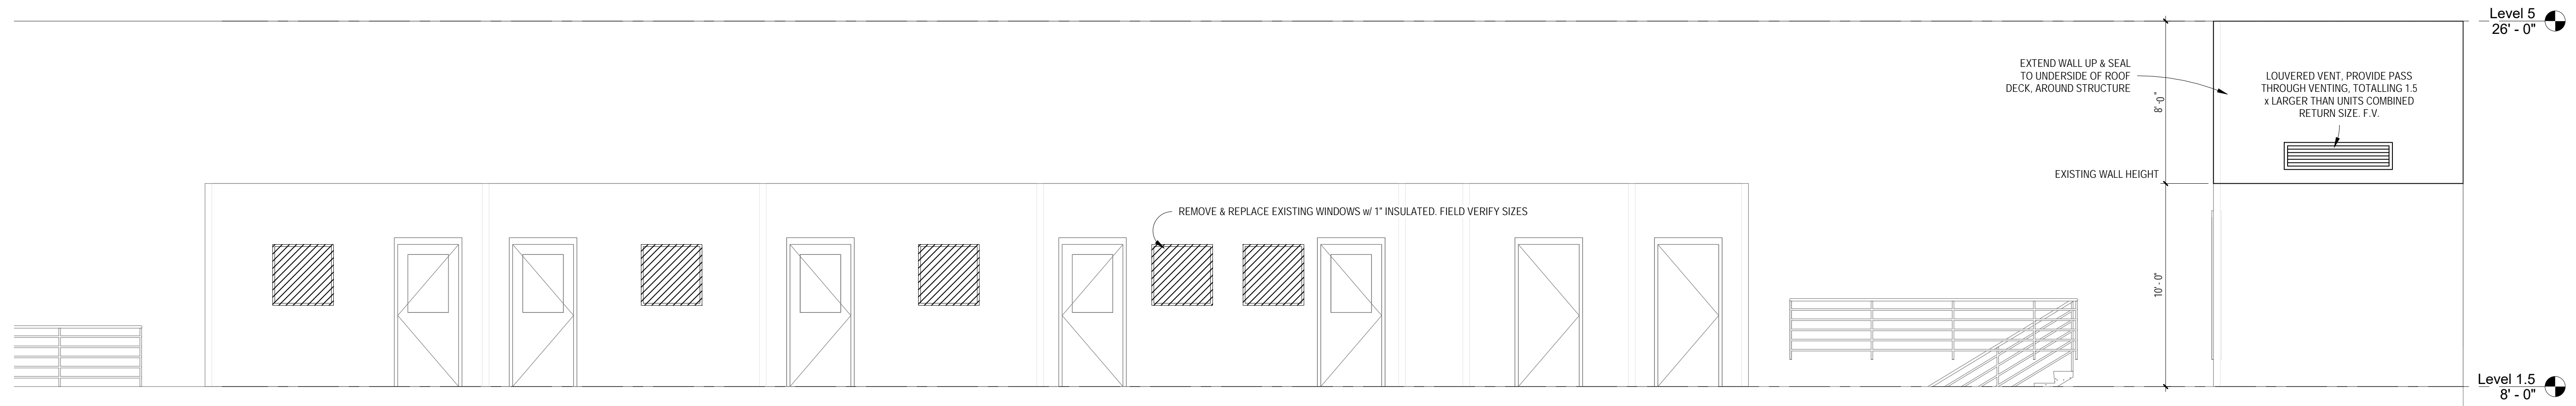 Level 5
26' - 0"
EXTEND WALL UP & SEAL
TO UNDERSIDE OF ROOF
DECK, AROUND STRUCTURE
8' -0 "
LOUVERED VENT, PROVIDE PASS
THROUGH VENTING, TOTALLING 1.5
x LARGER THAN UNITS COMBINED
RETURN SIZE. F.V.
EXISTING WALL HEIGHT
REMOVE & REPLACE EXISTING WINDOWS w/ 1" INSULATED. FIELD VERIFY SIZES
10' - 0"
Level 1.5
8' - 0"